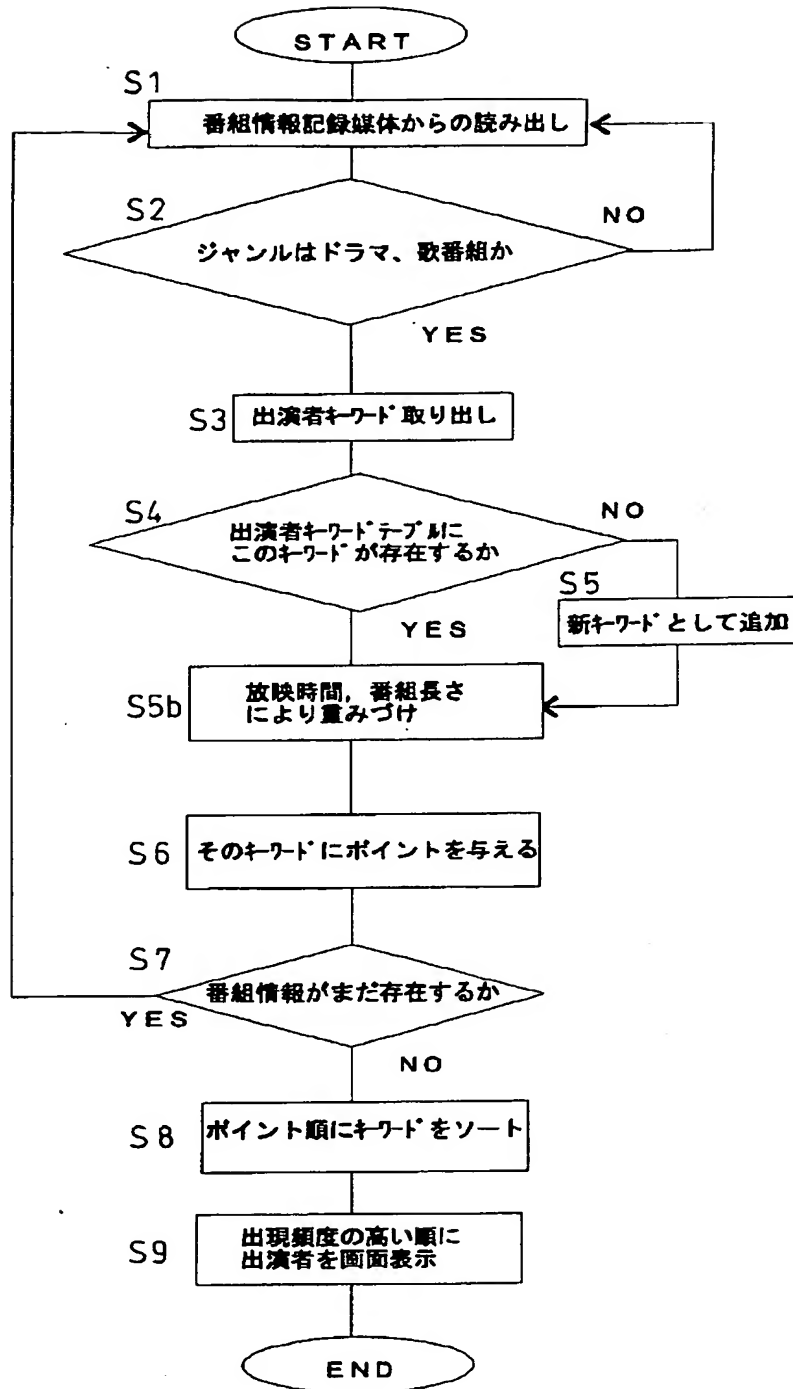 START
S1
番組情報記録媒体からの読み出し
S2
NO
ジャンルはドラマ、歌番組か
YES
S3
出演者ｷｰﾜｰﾄﾞ取り出し
S4
NO
出演者ｷｰﾜｰﾄﾞﾃｰﾌﾞﾙに
このｷｰﾜｰﾄﾞが存在するか
S5
新ｷｰﾜｰﾄﾞとして追加
YES
S5b
放映時間，番組長さ
により重みづけ
S6
そのｷｰﾜｰﾄﾞにポイントを与える
S7
番組情報がまだ存在するか
YES
NO
S8
ポイント順にｷｰﾜｰﾄﾞをソート
S9
出現頻度の高い順に
出演者を画面表示
END